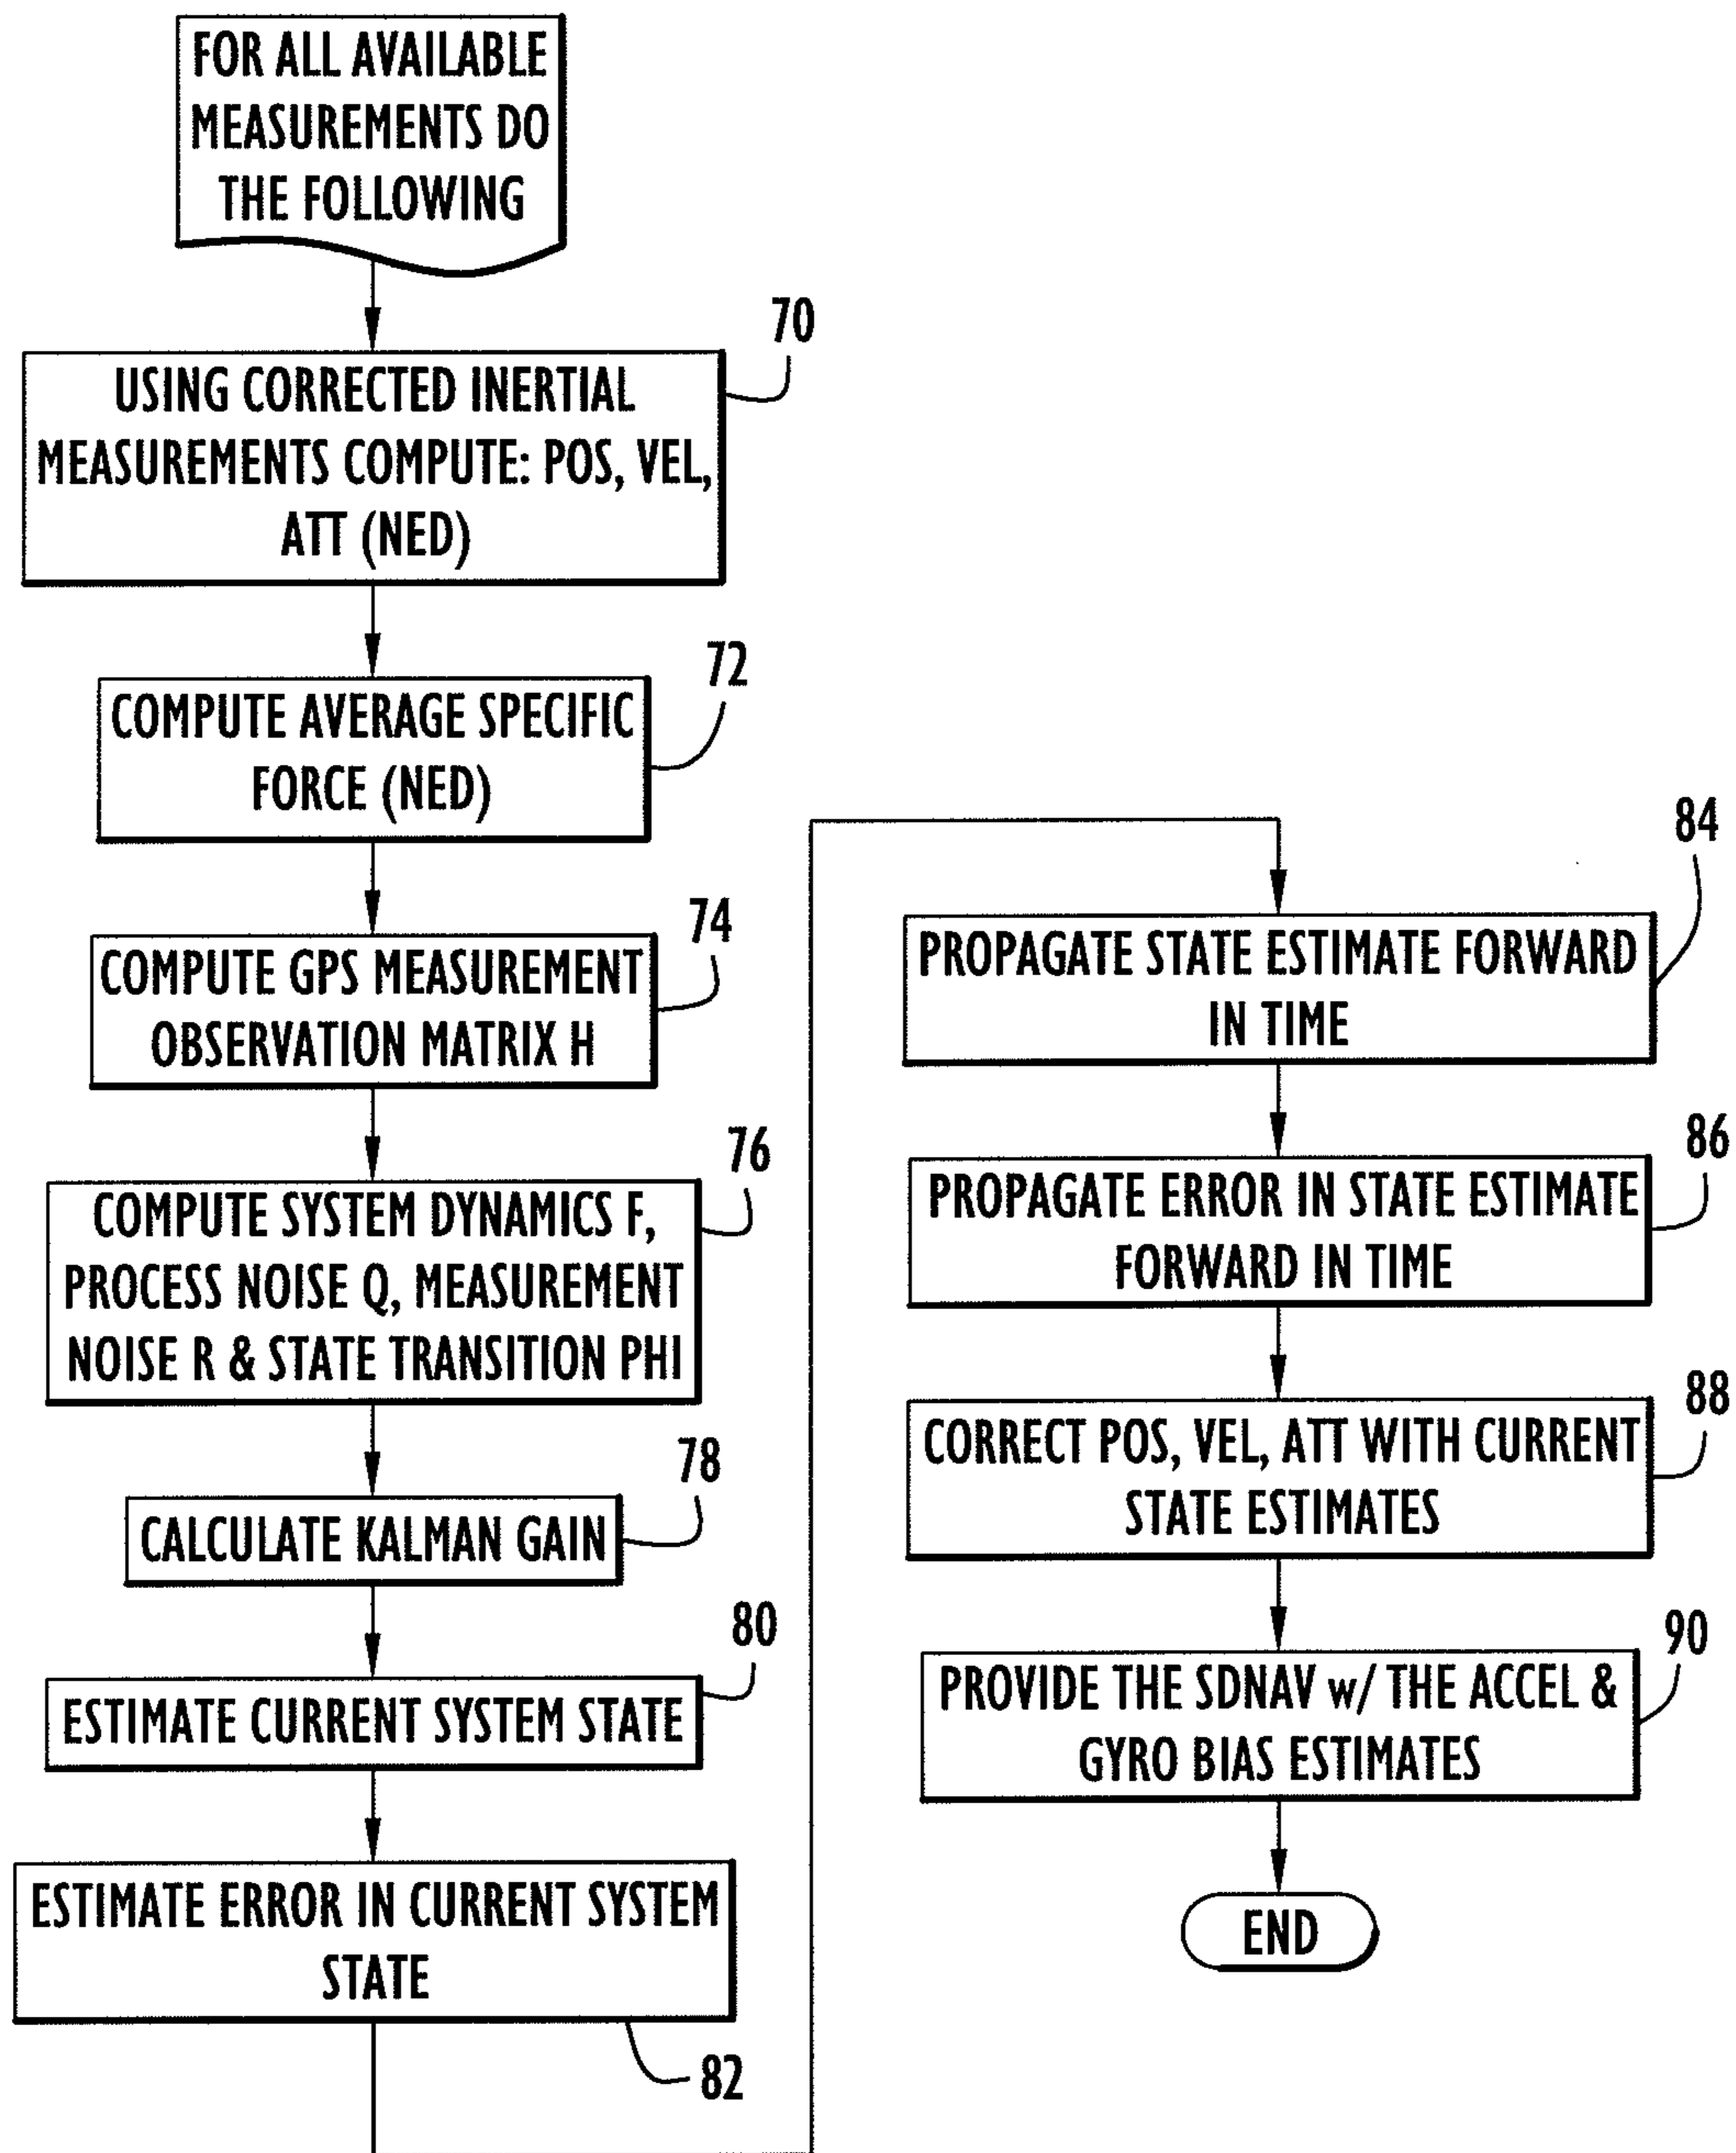 FOR ALL AVAILABLE
MEASUREMENTS DO
THE FOLLOWING
70
USING CORRECTED INERTIAL
MEASUREMENTS COMPUTE: POS, VEL,
ATT (NED)
72
COMPUTE AVERAGE SPECIFIC
FORCE (NED)
74
COMPUTE GPS MEASUREMENT
OBSERVATION MATRIX H
76
COMPUTE SYSTEM DYNAMICS F,
PROCESS NOISE Q, MEASUREMENT
NOISE R & STATE TRANSITION PHI
78
CALCULATE KALMAN GAIN
80
ESTIMATE CURRENT SYSTEM STATE
ESTIMATE ERROR IN CURRENT SYSTEM
STATE
82
84
PROPAGATE STATE ESTIMATE FORWARD
IN TIME
86
PROPAGATE ERROR IN STATE ESTIMATE
FORWARD IN TIME
88
CORRECT POS, VEL, ATT WITH CURRENT
STATE ESTIMATES
90
PROVIDE THE SDNAV w/ THE ACCEL &
GYRO BIAS ESTIMATES
END